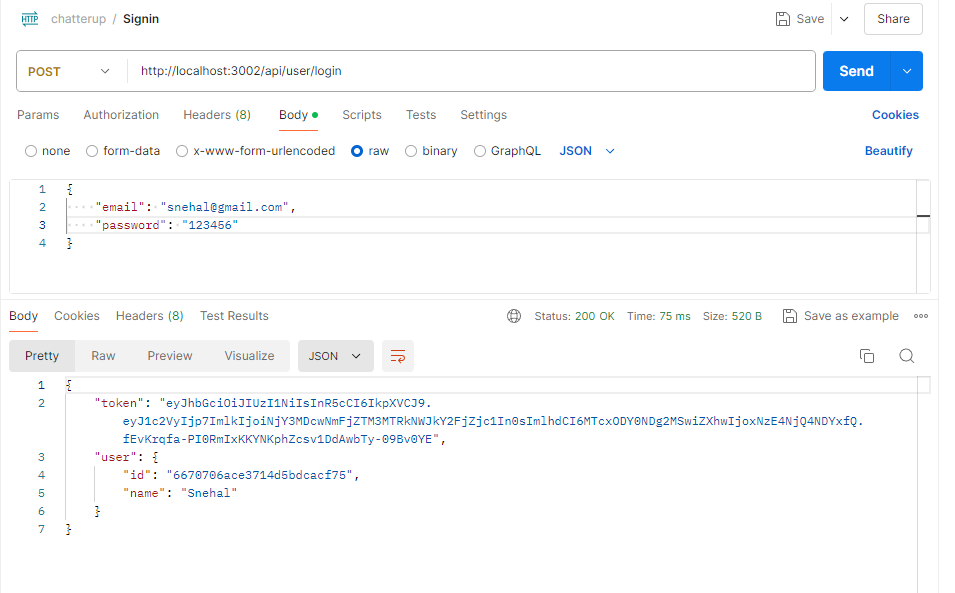 HTTP chatterup / Signin Save Share
POST http://localhost:3002/api/user/login Send
Params Authorization Headers (8) Body Scripts Tests Settings Cookies
none form-data x-www-form-urlencoded raw binary GraphQL JSON Beautify
1 {
2 "email": "snehal@gmail.com",
3 "password": "123456"
4 }
Body Cookies Headers (8) Test Results Status: 200 OK Time: 75 ms Size: 520 B Save as example
Pretty Raw Preview Visualize JSON
1 {
2 "token": "eyJhbGciOiJIUzI1NiIsInR5cCI6IkpXVCJ9.
eyJ1c2VyIjp7ImlkIjoiNjY3MDcwNmFjZTM3MTRkNWJkY2FjZjc1In0sImlhdCI6MTcxODY0NDg2MSwiZXhwIjoxNzE4NjQ4NDYxfQ.
fEvKrqfa-PI0RmIxKKYNKphZcsv1DdAwbTy-09Bv0YE",
3 "user": {
4 "id": "6670706ace3714d5bdcacf75",
5 "name": "Snehal"
6 }
7 }